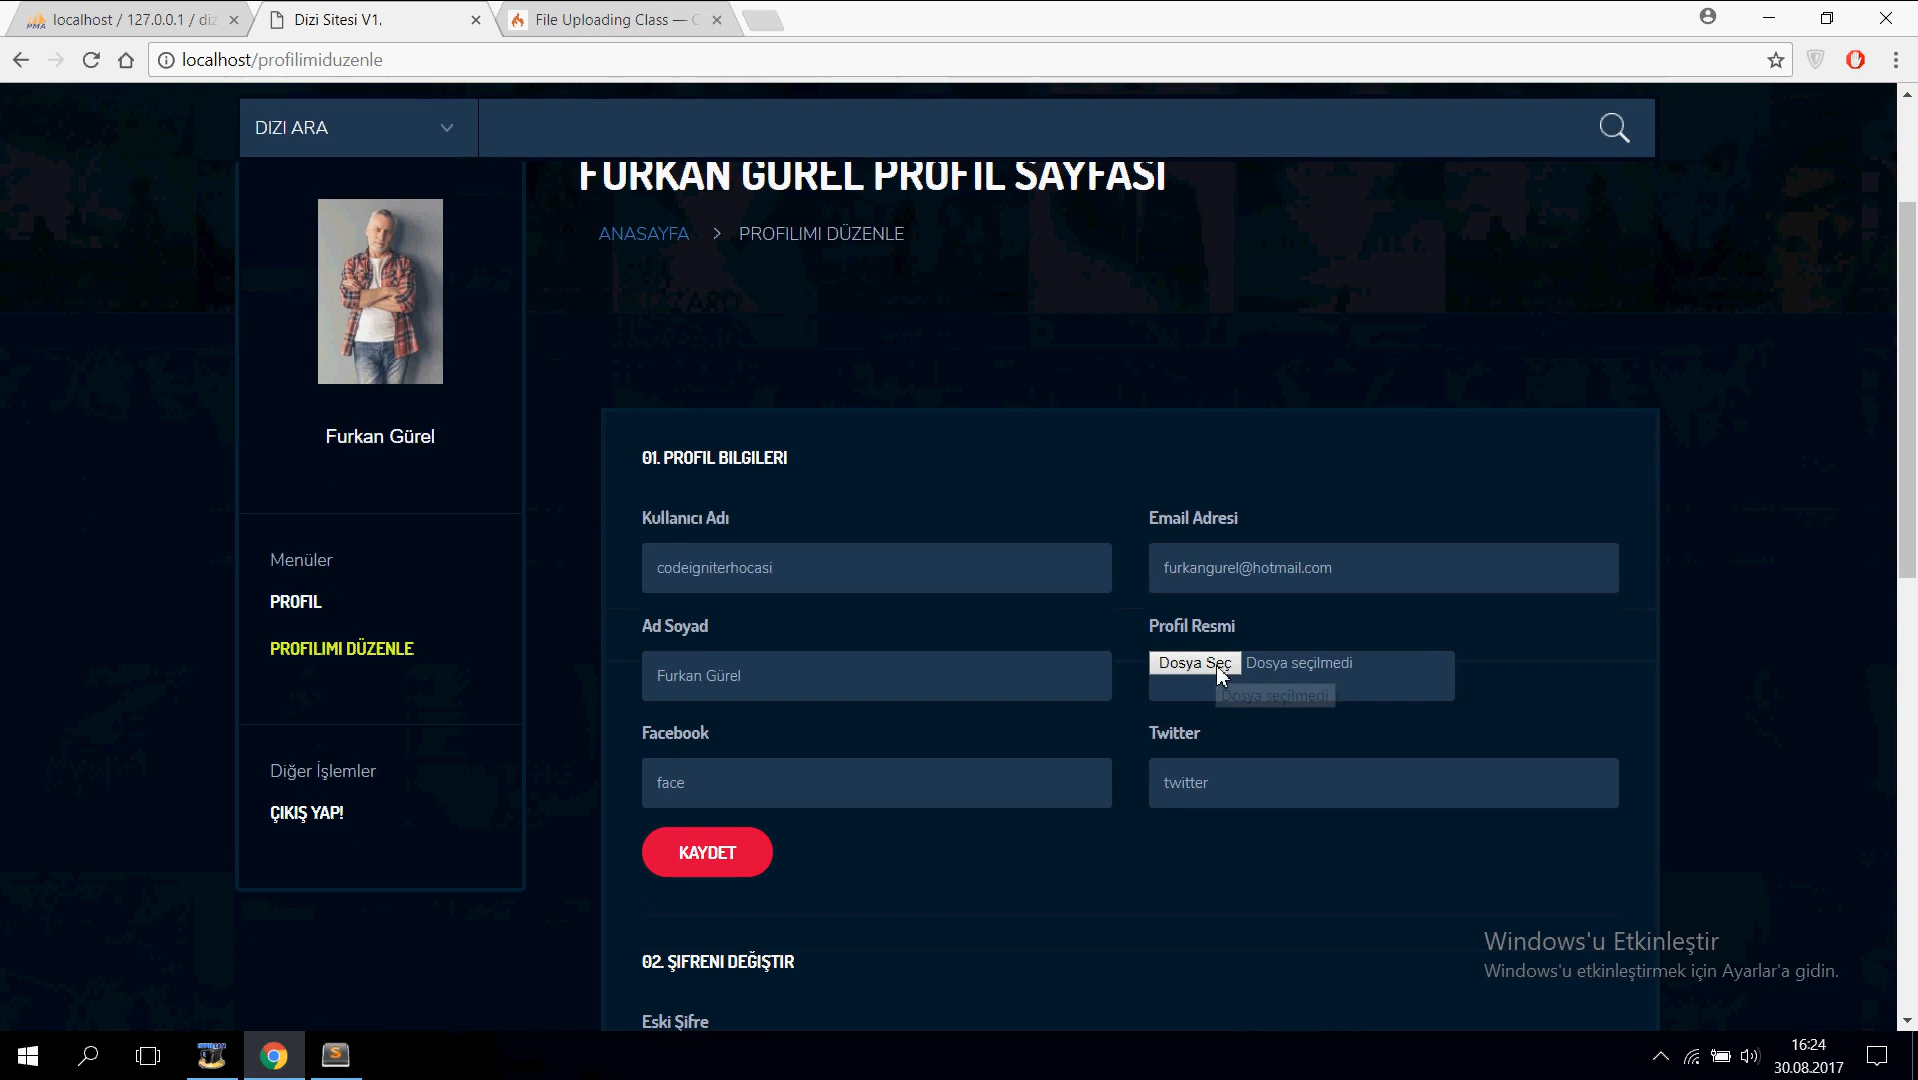 localhost / 127.0.0.1 / diz
Dizi Sitesi V1.
File Uploading Class — C
localhost/profilimiduzenle
DIZI ARA
FURKAN GÜREL PROFIL SAYFASI
ANASAYFA > PROFILIMI DÜZENLE
Furkan Gürel
Menüler
PROFIL
PROFILIMI DÜZENLE
Diğer İşlemler
ÇIKIŞ YAP!
01. PROFIL BILGILERI
Kullanıcı Adı
Email Adresi
codeigniterhocasi
furkangurel@hotmail.com
Ad Soyad
Profil Resmi
Furkan Gürel
Dosya Seç Dosya seçilmedi
Dosya seçilmedi
Facebook
Twitter
face
twitter
KAYDET
02. ŞIFRENI DEĞIŞTIR
Eski Şifre
Windows'u Etkinleştir
Windows'u etkinleştirmek için Ayarlar'a gidin.
16:24
30.08.2017